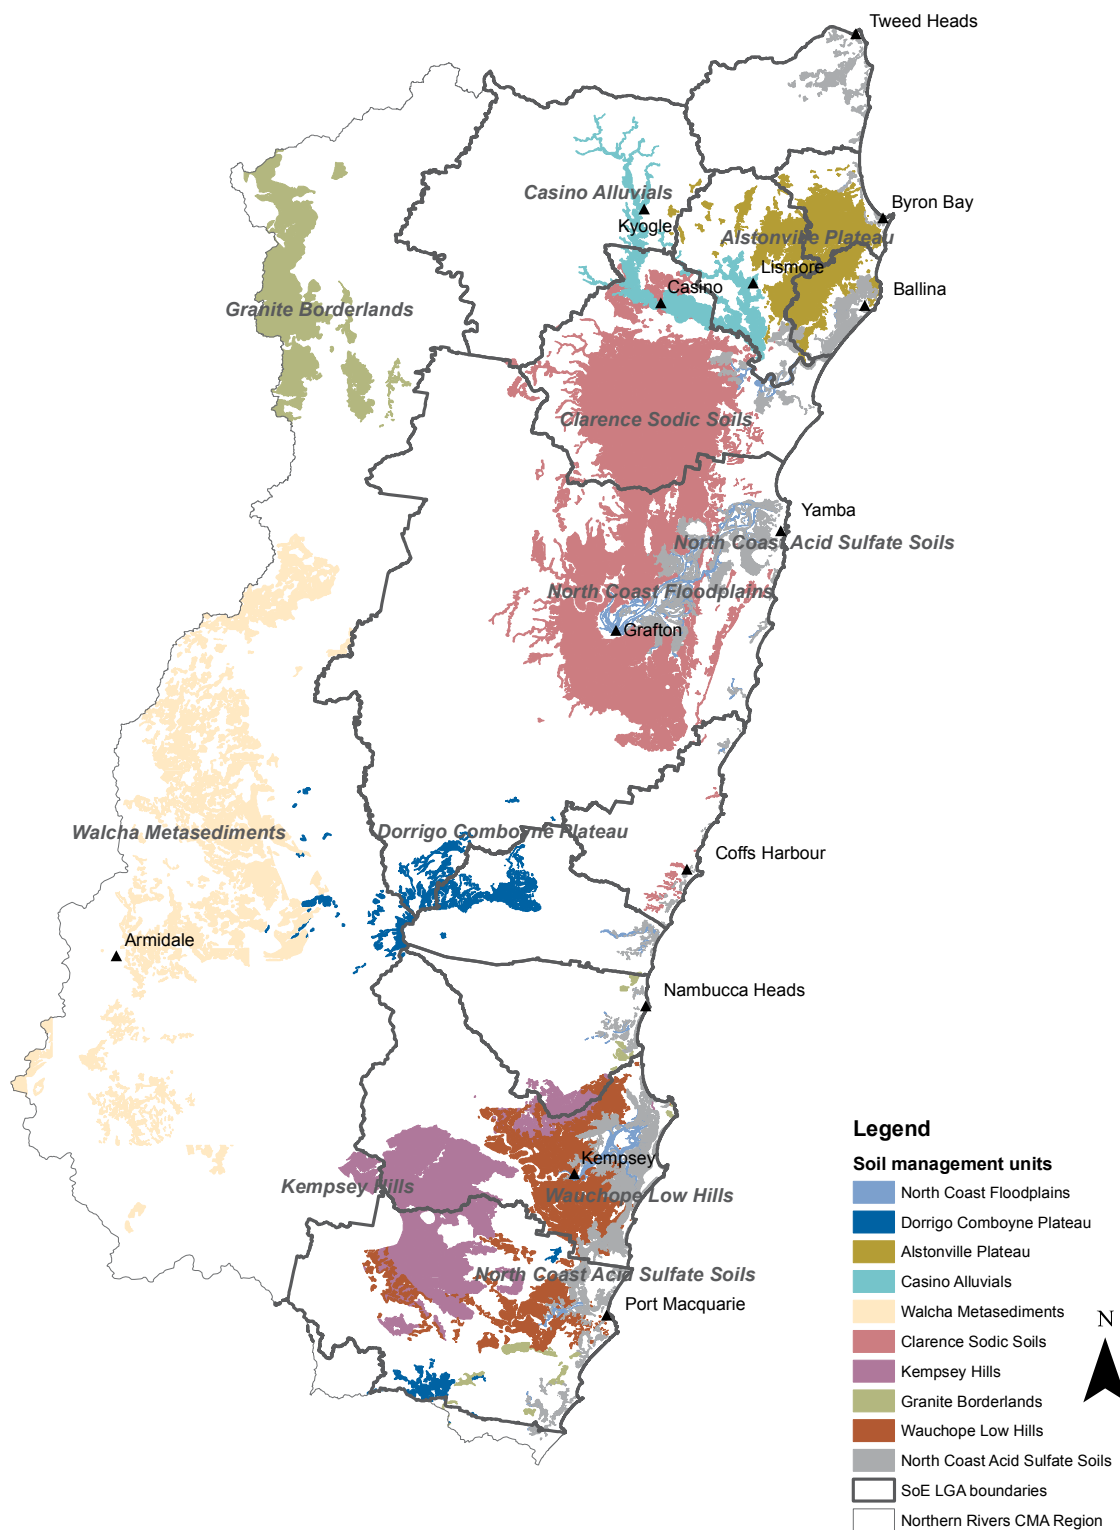 Tweed Heads
Casino Alluvials
Byron Bay
Kyogle
Alstonville Plateau
Lismore
Casino
Ballina
Granite Borderlands
Clarence Sodic Soils
Yamba
North Coast Acid Sulfate Soils
North Coast Floodplains
Grafton
Walcha Metasediments
Dorrigo Comboyne Plateau
Coffs Harbour
Armidale
Nambucca Heads
Kempsey
Kempsey Hills
Wauchope Low Hills
North Coast Acid Sulfate Soils
Port Macquarie
Legend
Soil management units
North Coast Floodplains
Dorrigo Comboyne Plateau
Alstonville Plateau
Casino Alluvials
Walcha Metasediments
Clarence Sodic Soils
Kempsey Hills
Granite Borderlands
Wauchope Low Hills
North Coast Acid Sulfate Soils
SoE LGA boundaries
Northern Rivers CMA Region
N